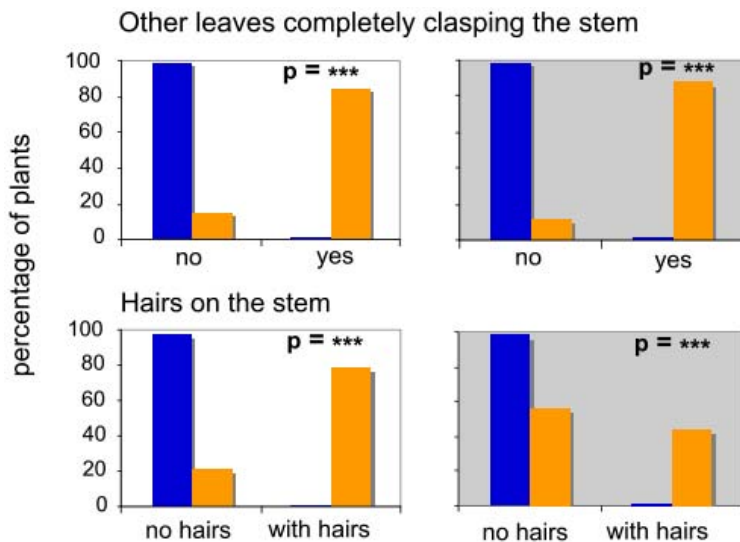 Other leaves completely clasping the stem
percentage of plants
100
80
60
40
20
0
p = ***
no yes
p = ***
no yes
Hairs on the stem
100
80
60
40
20
0
p = ***
no hairs with hairs
p = ***
no hairs with hairs